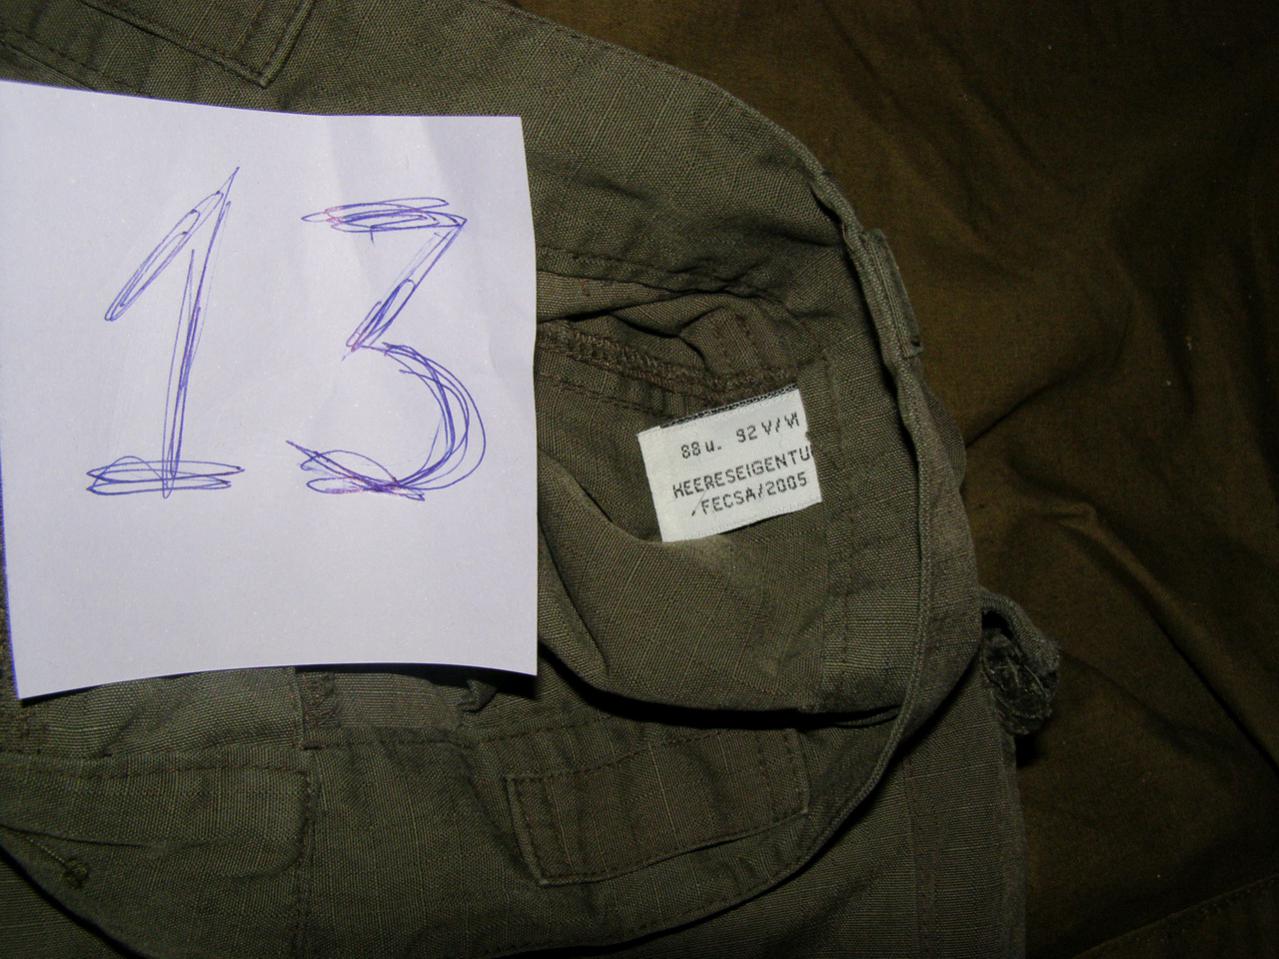 13
88 u. 92 V/VI
HEERESEIGENTU
/FECSA/2005